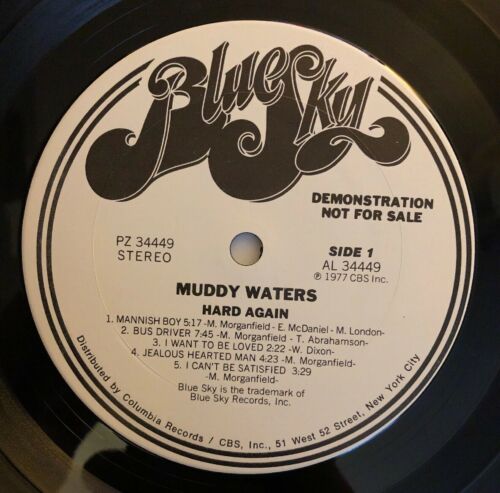 Blue Sky
DEMONSTRATION
NOT FOR SALE
PZ 34449
STEREO
SIDE 1
AL 34449
℗ 1977 CBS Inc.
MUDDY WATERS
HARD AGAIN
1. MANNISH BOY 5:17 -M. Morganfield- E. McDaniel - M. London-
2. BUS DRIVER 7:45 -M. Morganfield - T. Abrahamson-
3. I WANT TO BE LOVED 2:22 -W. Dixon-
4. JEALOUS HEARTED MAN 4:23 -M. Morganfield-
5. I CAN'T BE SATISFIED 3:29
-M. Morganfield-
Blue Sky is the trademark of
Blue Sky Records, Inc.
Distributed by Columbia Records / CBS, Inc., 51 West 52 Street, New York City